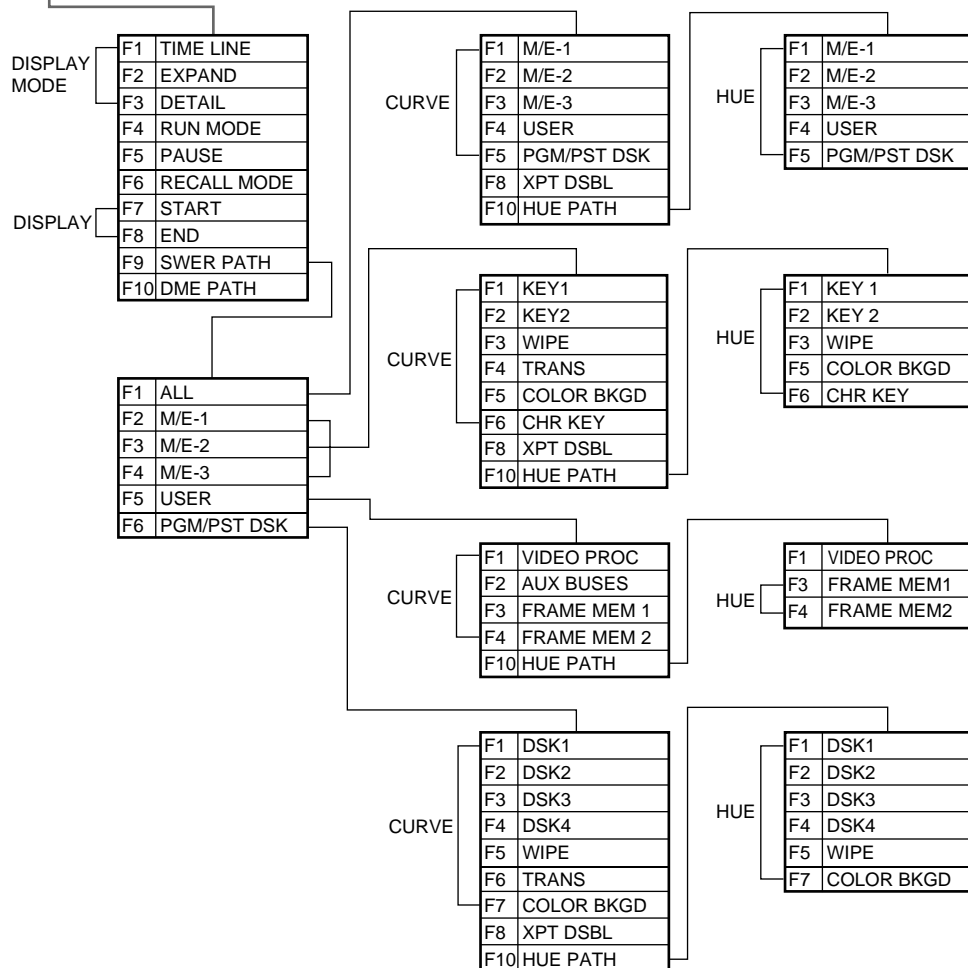 DISPLAY
MODE
F1 TIME LINE
F2 EXPAND
F3 DETAIL
F4 RUN MODE
F5 PAUSE
F6 RECALL MODE
DISPLAY
F7 START
F8 END
F9 SWER PATH
F10 DME PATH
F1 ALL
F2 M/E-1
F3 M/E-2
F4 M/E-3
F5 USER
F6 PGM/PST DSK
CURVE
F1 M/E-1
F2 M/E-2
F3 M/E-3
F4 USER
F5 PGM/PST DSK
F8 XPT DSBL
F10 HUE PATH
HUE
F1 M/E-1
F2 M/E-2
F3 M/E-3
F4 USER
F5 PGM/PST DSK
CURVE
F1 KEY1
F2 KEY2
F3 WIPE
F4 TRANS
F5 COLOR BKGD
F6 CHR KEY
F8 XPT DSBL
F10 HUE PATH
HUE
F1 KEY 1
F2 KEY 2
F3 WIPE
F5 COLOR BKGD
F6 CHR KEY
CURVE
F1 VIDEO PROC
F2 AUX BUSES
F3 FRAME MEM 1
F4 FRAME MEM 2
F10 HUE PATH
HUE
F1 VIDEO PROC
F3 FRAME MEM1
F4 FRAME MEM2
CURVE
F1 DSK1
F2 DSK2
F3 DSK3
F4 DSK4
F5 WIPE
F6 TRANS
F7 COLOR BKGD
F8 XPT DSBL
F10 HUE PATH
HUE
F1 DSK1
F2 DSK2
F3 DSK3
F4 DSK4
F5 WIPE
F7 COLOR BKGD